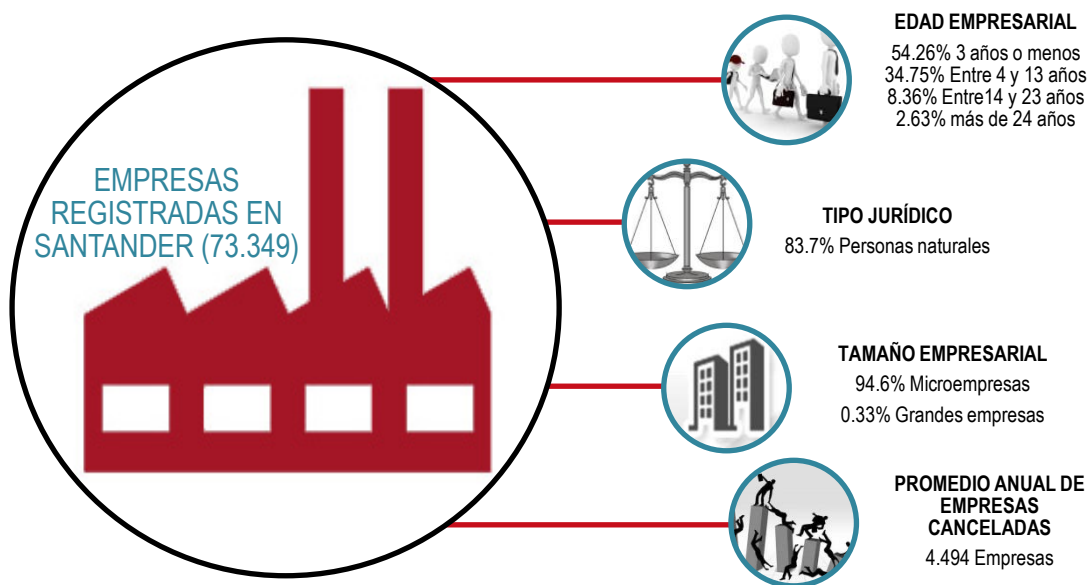 EMPRESAS
REGISTRADAS EN
SANTANDER (73.349)
EDAD EMPRESARIAL
54.26% 3 años o menos
34.75% Entre 4 y 13 años
8.36% Entre14 y 23 años
2.63% más de 24 años
TIPO JURÍDICO
83.7% Personas naturales
TAMAÑO EMPRESARIAL
94.6% Microempresas
0.33% Grandes empresas
PROMEDIO ANUAL DE
EMPRESAS
CANCELADAS
4.494 Empresas